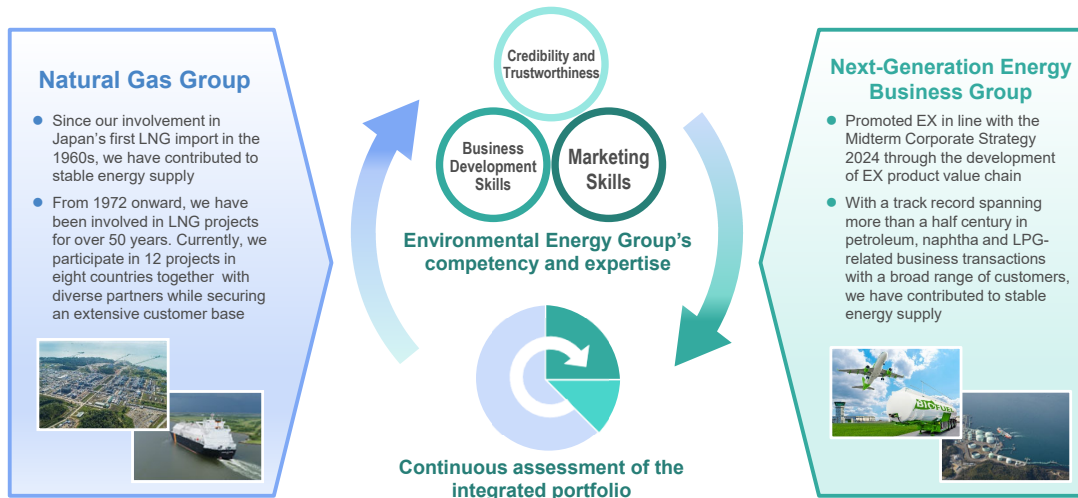 Natural Gas Group
Since our involvement in
Japan's first LNG import in the
1960s, we have contributed to
stable energy supply
From 1972 onward, we have
been involved in LNG projects
for over 50 years. Currently, we
participate in 12 projects in
eight countries together with
diverse partners while securing
an extensive customer base
Credibility and
Trustworthiness
Business
Development
Skills
Marketing
Skills
Environmental Energy Group's
competency and expertise
Continuous assessment of the
integrated portfolio
Next-Generation Energy
Business Group
Promoted EX in line with the
Midterm Corporate Strategy
2024 through the development
of EX product value chain
With a track record spanning
more than a half century in
petroleum, naphtha and LPG-
related business transactions
with a broad range of customers,
we have contributed to stable
energy supply
BIOFUEL